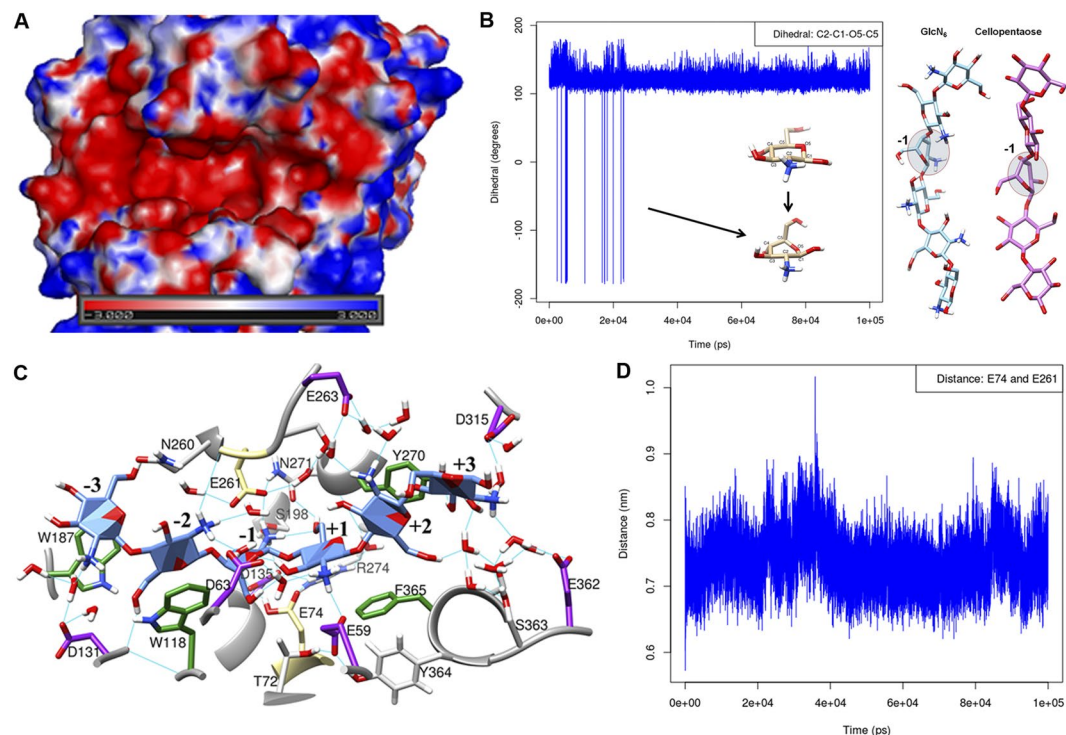 A
-3.000
3.000
B
Dihedral: C2-C1-O5-C5
Dihedral (degrees)
200
100
0
-100
200
0e+00
2e+04
4e+04
6e+04
8e+04
1e+05
Time (ps)
GlcN₆
Cellopentaose
-1
-1
C
E263
D315
N260
N271
Y270
+3
E261
-3
-2
S198
+2
-1
+1
W187
D63
D135
R274
E362
E74
F365
W118
E59
S363
D131
Y364
T72
D
Distance: E74 and E261
Distance (nm)
1.0
0.9
0.8
0.7
0.6
0e+00
2e+04
4e+04
6e+04
8e+04
1e+05
Time (ps)